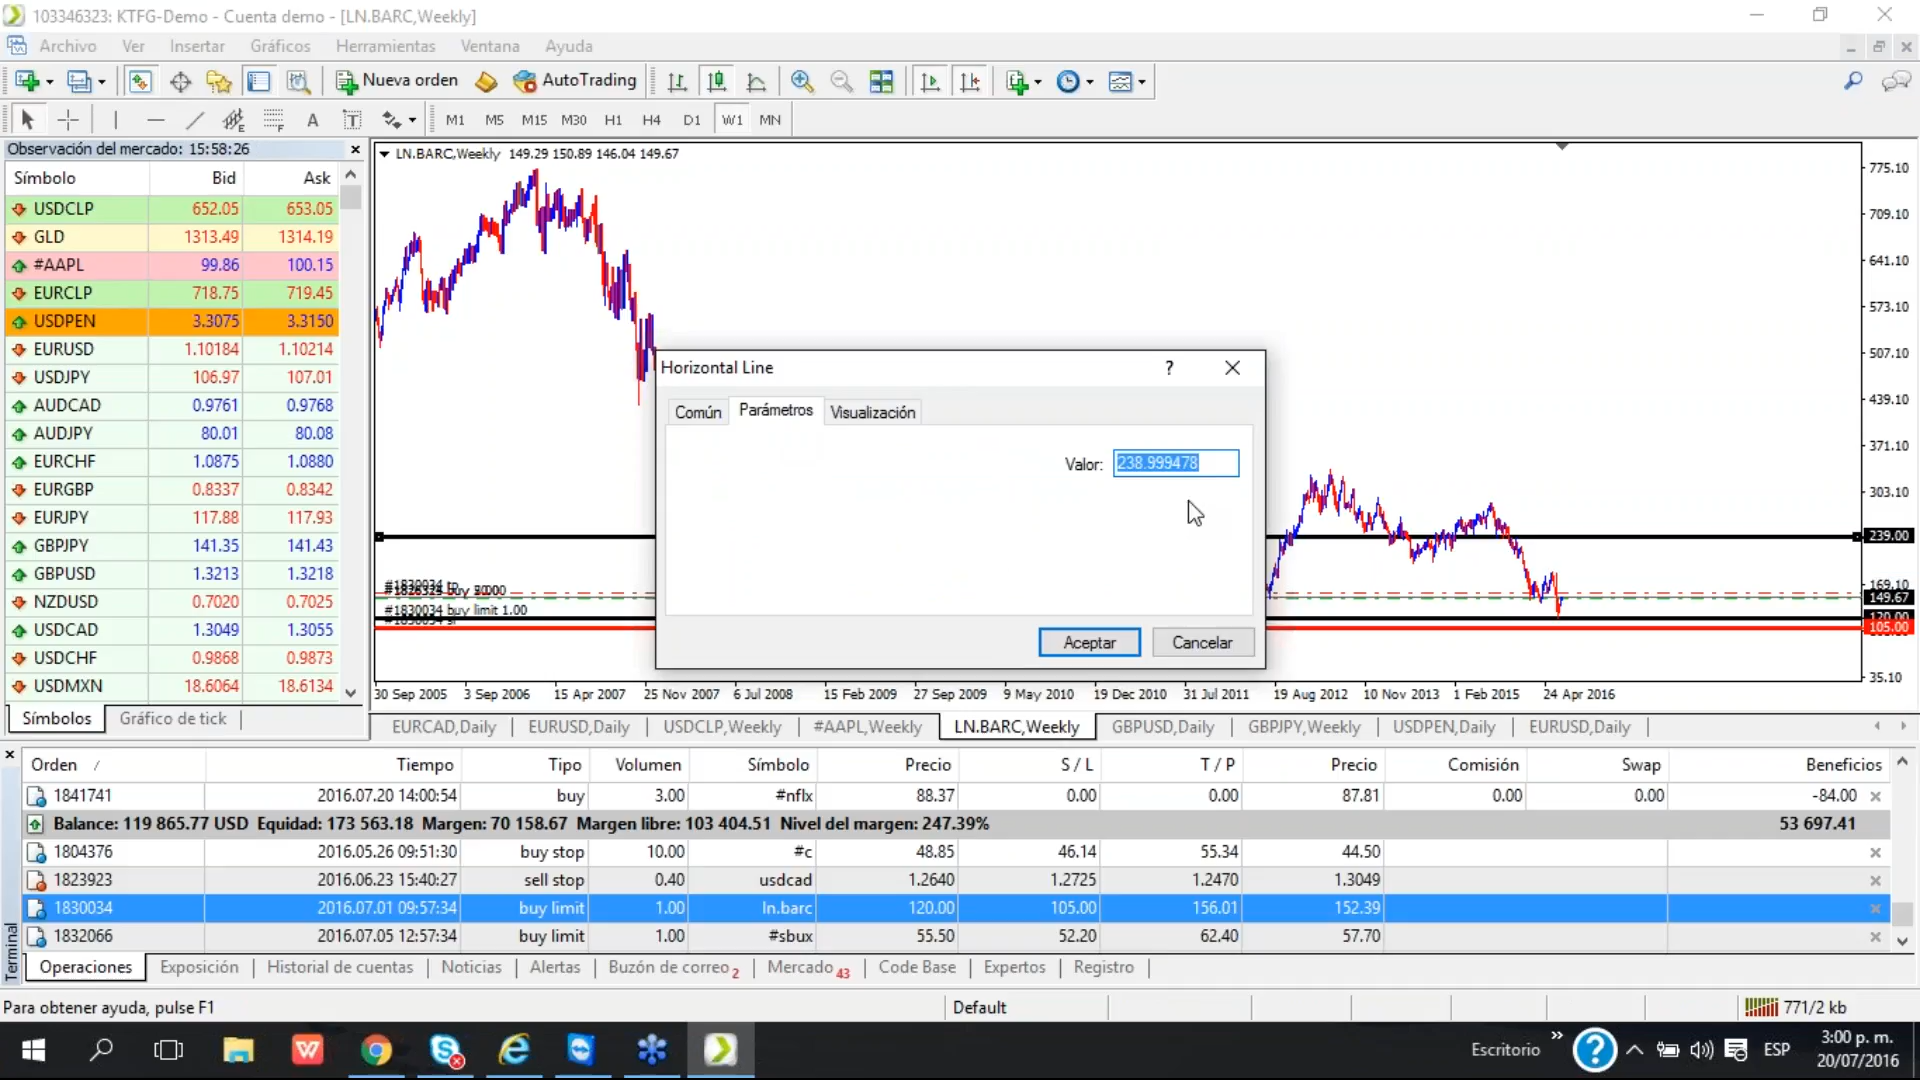 103346323: KTFG-Demo - Cuenta demo - [LN.BARC,Weekly]
Archivo Ver Insertar Gráficos Herramientas Ventana Ayuda
Nueva orden AutoTrading
M1 M5 M15 M30 H1 H4 D1 W1 MN
Observación del mercado: 15:58:26
Símbolo Bid Ask
USDCLP 652.05 653.05
GLD 1313.49 1314.19
#AAPL 99.86 100.15
EURCLP 718.75 719.45
USDPEN 3.3075 3.3150
EURUSD 1.10184 1.10214
USDJPY 106.97 107.01
AUDCAD 0.9761 0.9768
AUDJPY 80.01 80.08
EURCHF 1.0875 1.0880
EURGBP 0.8337 0.8342
EURJPY 117.88 117.93
GBPJPY 141.35 141.43
GBPUSD 1.3213 1.3218
NZDUSD 0.7020 0.7025
USDCAD 1.3049 1.3055
USDCHF 0.9868 0.9873
USDMXN 18.6064 18.6134
Símbolos Gráfico de tick
LN.BARC,Weekly 149.29 150.89 146.04 149.67
775.10
709.10
641.10
573.10
507.10
439.10
371.10
303.10
239.00
169.10
149.67
120.00
105.00
35.10
#1830034 buy limit 1.00
Horizontal Line
Común Parámetros Visualización
Valor: 238.999478
Aceptar Cancelar
30 Sep 2005 3 Sep 2006 15 Apr 2007 25 Nov 2007 6 Jul 2008 15 Feb 2009 27 Sep 2009 9 May 2010 19 Dec 2010 31 Jul 2011 19 Aug 2012 10 Nov 2013 1 Feb 2015 24 Apr 2016
EURCAD,Daily EURUSD,Daily USDCLP,Weekly #AAPL,Weekly LN.BARC,Weekly GBPUSD,Daily GBPJPY,Weekly USDPEN,Daily EURUSD,Daily
Orden / Tiempo Tipo Volumen Símbolo Precio S / L T / P Precio Comisión Swap Beneficios
1841741 2016.07.20 14:00:54 buy 3.00 #nflx 88.37 0.00 0.00 87.81 0.00 0.00 -84.00
Balance: 119 865.77 USD Equidad: 173 563.18 Margen: 70 158.67 Margen libre: 103 404.51 Nivel del margen: 247.39% 53 697.41
1804376 2016.05.26 09:51:30 buy stop 10.00 #c 48.85 46.14 55.34 44.50
1823923 2016.06.23 15:40:27 sell stop 0.40 usdcad 1.2640 1.2725 1.2470 1.3049
1830034 2016.07.01 09:57:34 buy limit 1.00 ln.barc 120.00 105.00 156.01 152.39
1832066 2016.07.05 12:57:34 buy limit 1.00 #sbux 55.50 52.20 62.40 57.70
Terminal
Operaciones Exposición Historial de cuentas Noticias Alertas Buzón de correo 2 Mercado 43 Code Base Expertos Registro
Para obtener ayuda, pulse F1 Default 771/2 kb
Escritorio ESP 3:00 p. m.
20/07/2016